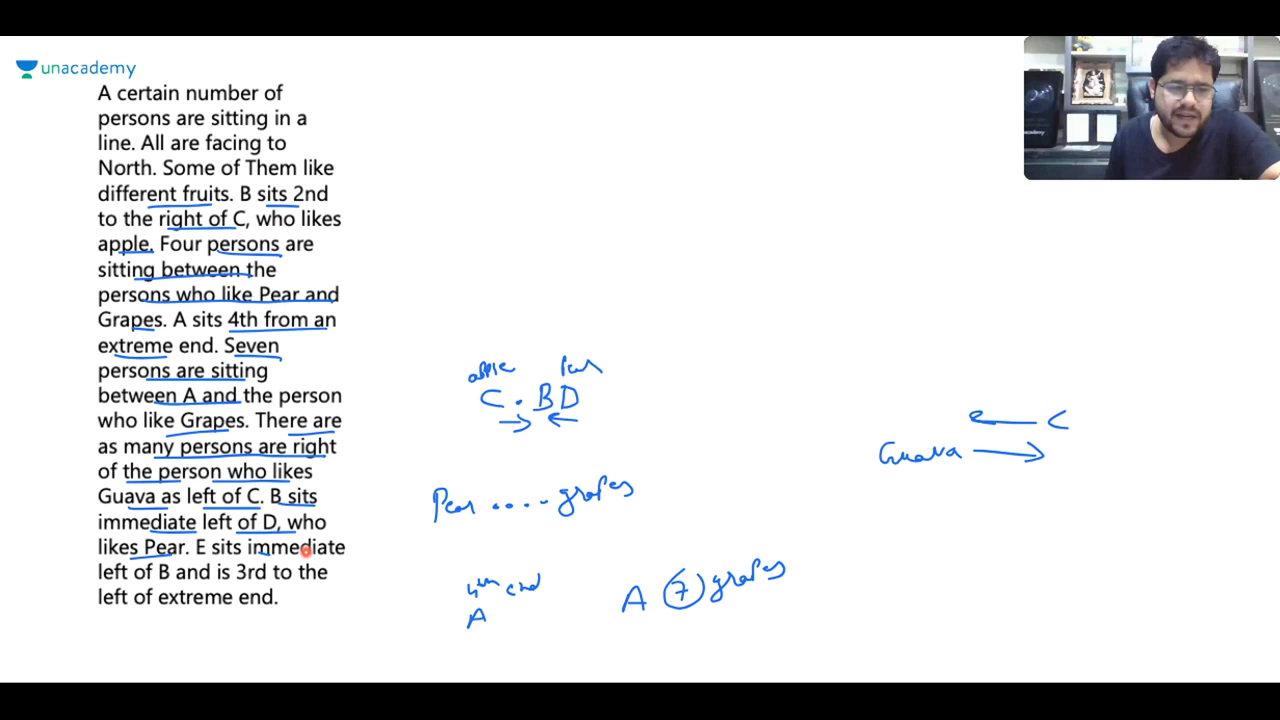 unacademy
A certain number of
persons are sitting in a
line. All are facing to
North. Some of Them like
different fruits. B sits 2nd
to the right of C, who likes
apple. Four persons are
sitting between the
persons who like Pear and
Grapes. A sits 4th from an
extreme end. Seven
persons are sitting
between A and the person
who like Grapes. There are
as many persons are right
of the person who likes
Guava as left of C. B sits
immediate left of D, who
likes Pear. E sits immediate
left of B and is 3rd to the
left of extreme end.
apple Pear
C . B D
C
Guava
Pear .... grapes
4th end
A
A 7 grapes